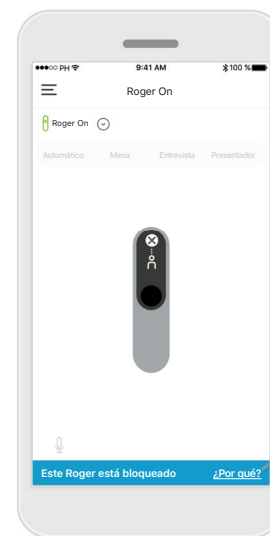 PH 9:41 AM 100 %
Roger On
Roger On
Automático Mesa Entrevista Presentador
Este Roger está bloqueado ¿Por qué?